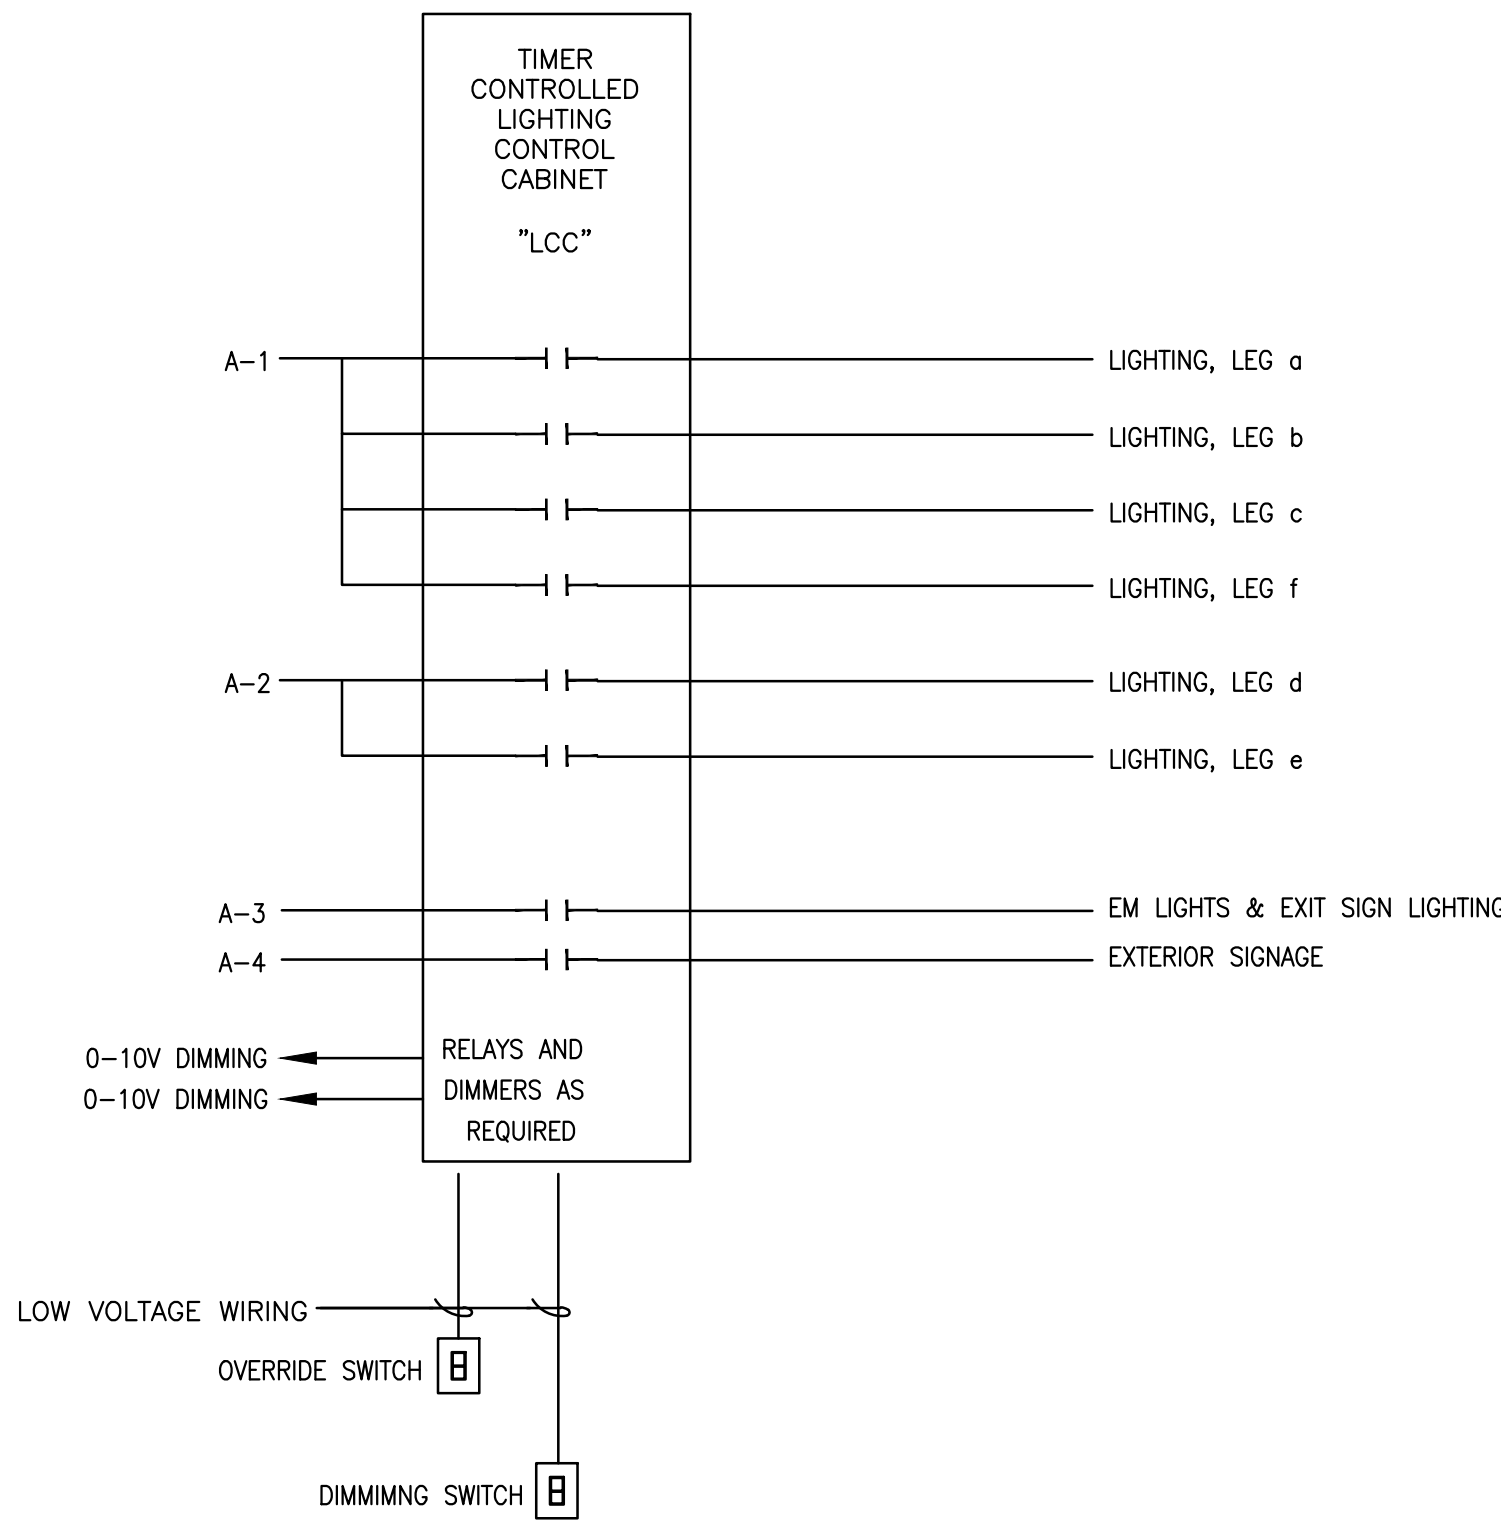 TIMER
CONTROLLED
LIGHTING
CONTROL
CABINET
"LCC"
A-1
LIGHTING, LEG a
LIGHTING, LEG b
LIGHTING, LEG c
LIGHTING, LEG f
A-2
LIGHTING, LEG d
LIGHTING, LEG e
A-3
EM LIGHTS & EXIT SIGN LIGHTING
A-4
EXTERIOR SIGNAGE
0-10V DIMMING
0-10V DIMMING
RELAYS AND
DIMMERS AS
REQUIRED
LOW VOLTAGE WIRING
OVERRIDE SWITCH
DIMMIMNG SWITCH